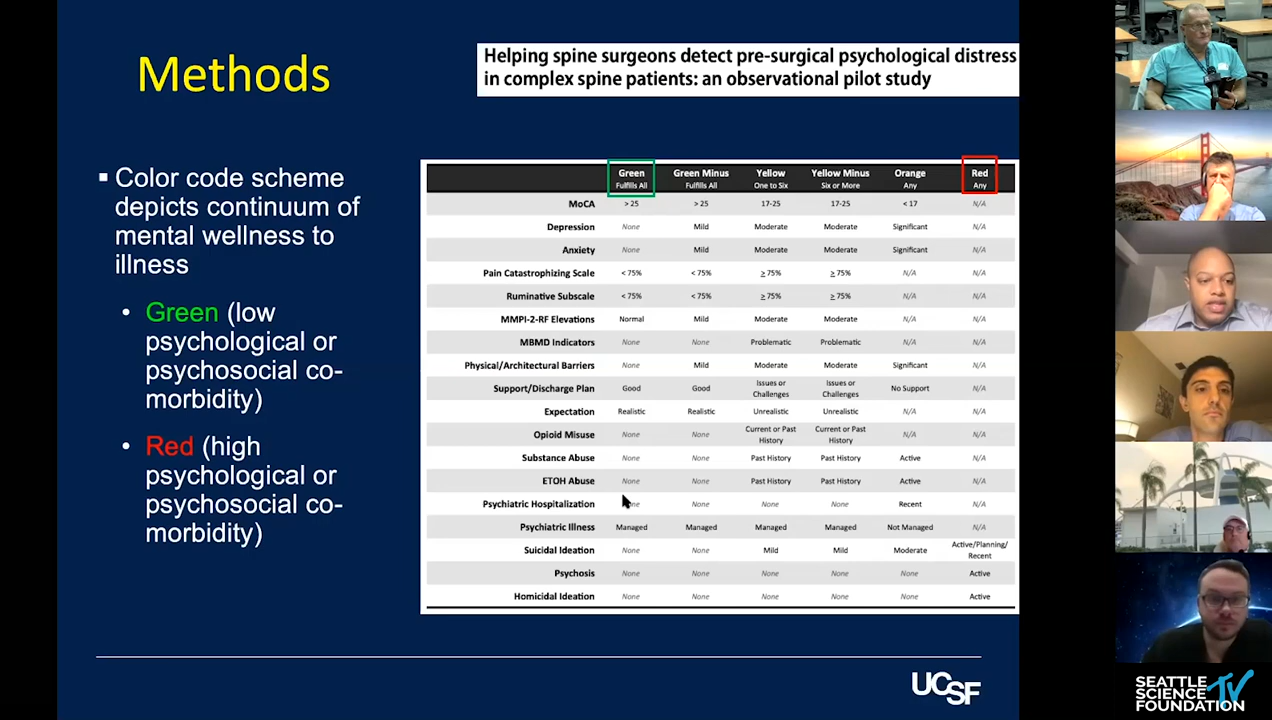 Methods
Helping spine surgeons detect pre-surgical psychological distress
in complex spine patients: an observational pilot study
▪ Color code scheme
depicts continuum of
mental wellness to
illness
• Green (low
psychological or
psychosocial co-
morbidity)
• Red (high
psychological or
psychosocial co-
morbidity)
Green Green Minus Yellow Yellow Minus Orange Red
Fulfills All Fulfills All One to Six Six or More Any Any
MoCA > 25 > 25 17-25 17-25 < 17 N/A
Depression None Mild Moderate Moderate Significant N/A
Anxiety None Mild Moderate Moderate Significant N/A
Pain Catastrophizing Scale < 75% < 75% ≥ 75% ≥ 75% N/A N/A
Ruminative Subscale < 75% < 75% ≥ 75% ≥ 75% N/A N/A
MMPI-2-RF Elevations Normal Mild Moderate Moderate N/A N/A
MBMD Indicators None None Problematic Problematic N/A N/A
Physical/Architectural Barriers None Mild Moderate Moderate Significant N/A
Support/Discharge Plan Good Good Issues or Challenges Issues or Challenges No Support N/A
Expectation Realistic Realistic Unrealistic Unrealistic N/A N/A
Opioid Misuse None None Current or Past History Current or Past History N/A N/A
Substance Abuse None None Past History Past History Active N/A
ETOH Abuse None None Past History Past History Active N/A
Psychiatric Hospitalization None None None Recent N/A
Psychiatric Illness Managed Managed Managed Managed Not Managed N/A
Suicidal Ideation None None Mild Mild Moderate Active/Planning/ Recent
Psychosis None None None None None Active
Homicidal Ideation None None None None None Active
UCSF
SEATTLE
SCIENCE TV
FOUNDATION